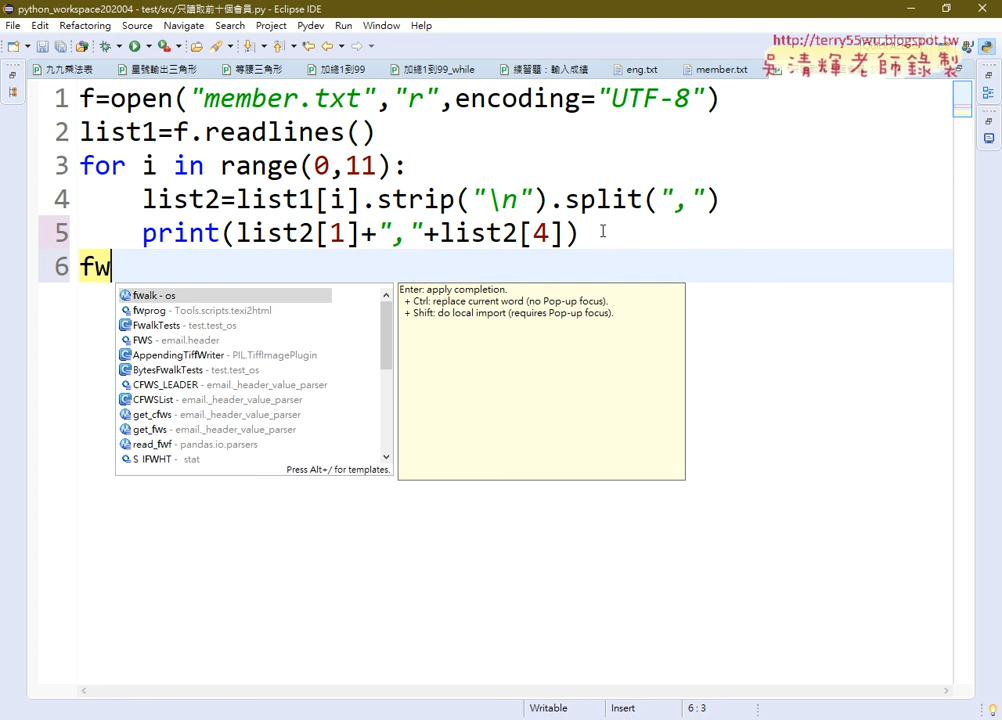 python_workspace202004 - test/src/只讀取前十個會員.py - Eclipse IDE
File Edit Refactoring Source Navigate Search Project Pydev Run Window Help
http://terry55wu.blogspot.tw
吳清輝老師錄製
九九乘法表 星號輸出三角形 等腰三角形 加總1到99 加總1到99_while 練習題：輸入成績 eng.txt member.txt
1 f=open("member.txt","r",encoding="UTF-8")
2 list1=f.readlines()
3 for i in range(0,11):
4 list2=list1[i].strip("\n").split(",")
5 print(list2[1]+","+list2[4])
6 fw
fwalk - os
fwprog - Tools.scripts.texi2html
FwalkTests - test.test_os
FWS - email.header
AppendingTiffWriter - PIL.TiffImagePlugin
BytesFwalkTests - test.test_os
CFWS_LEADER - email._header_value_parser
CFWSList - email._header_value_parser
get_cfws - email._header_value_parser
get_fws - email._header_value_parser
read_fwf - pandas.io.parsers
S_IFWHT - stat
Press Alt+/ for templates.
Enter: apply completion.
+ Ctrl: replace current word (no Pop-up focus).
+ Shift: do local import (requires Pop-up focus).
Writable Insert 6 : 3